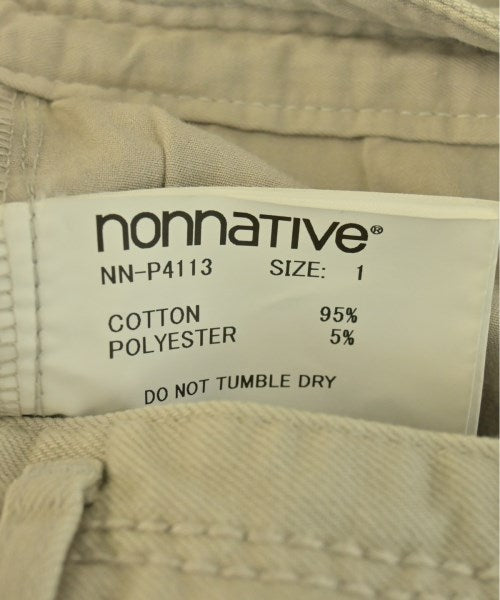 nonnative®
NN-P4113 SIZE: 1
COTTON 95%
POLYESTER 5%
DO NOT TUMBLE DRY